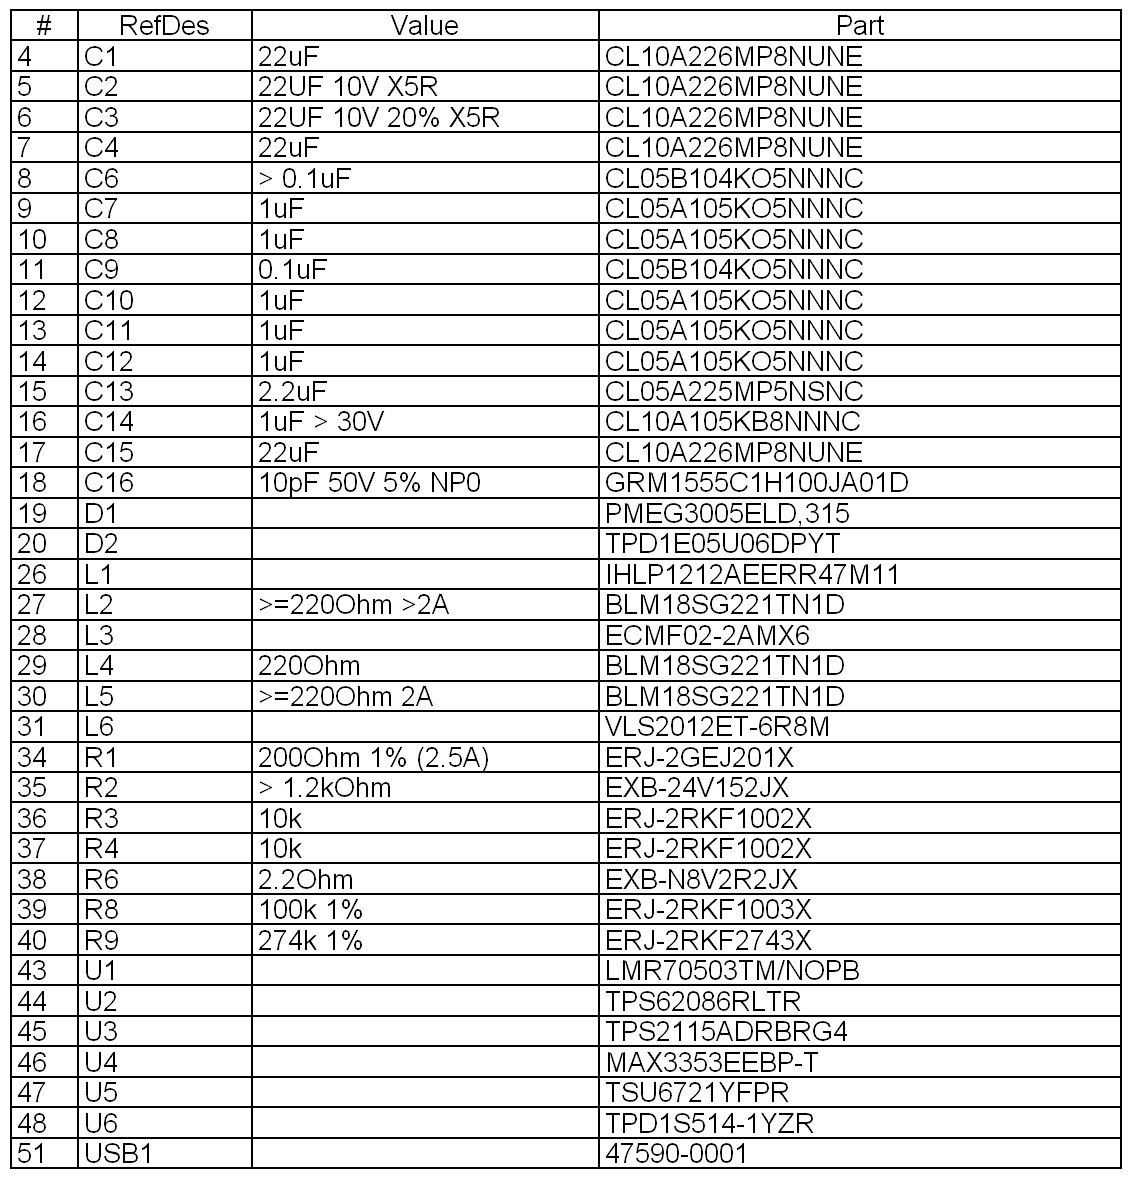 # RefDes Value Part
4 C1 22uF CL10A226MP8NUNE
5 C2 22UF 10V X5R CL10A226MP8NUNE
6 C3 22UF 10V 20% X5R CL10A226MP8NUNE
7 C4 22uF CL10A226MP8NUNE
8 C6 > 0.1uF CL05B104KO5NNNC
9 C7 1uF CL05A105KO5NNNC
10 C8 1uF CL05A105KO5NNNC
11 C9 0.1uF CL05B104KO5NNNC
12 C10 1uF CL05A105KO5NNNC
13 C11 1uF CL05A105KO5NNNC
14 C12 1uF CL05A105KO5NNNC
15 C13 2.2uF CL05A225MP5NSNC
16 C14 1uF > 30V CL10A105KB8NNNC
17 C15 22uF CL10A226MP8NUNE
18 C16 10pF 50V 5% NP0 GRM1555C1H100JA01D
19 D1 PMEG3005ELD,315
20 D2 TPD1E05U06DPYT
26 L1 IHLP1212AEERR47M11
27 L2 >=220Ohm >2A BLM18SG221TN1D
28 L3 ECMF02-2AMX6
29 L4 220Ohm BLM18SG221TN1D
30 L5 >=220Ohm 2A BLM18SG221TN1D
31 L6 VLS2012ET-6R8M
34 R1 200Ohm 1% (2.5A) ERJ-2GEJ201X
35 R2 > 1.2kOhm EXB-24V152JX
36 R3 10k ERJ-2RKF1002X
37 R4 10k ERJ-2RKF1002X
38 R6 2.2Ohm EXB-N8V2R2JX
39 R8 100k 1% ERJ-2RKF1003X
40 R9 274k 1% ERJ-2RKF2743X
43 U1 LMR70503TM/NOPB
44 U2 TPS62086RLTR
45 U3 TPS2115ADRBRG4
46 U4 MAX3353EEBP-T
47 U5 TSU6721YFPR
48 U6 TPD1S514-1YZR
51 USB1 47590-0001